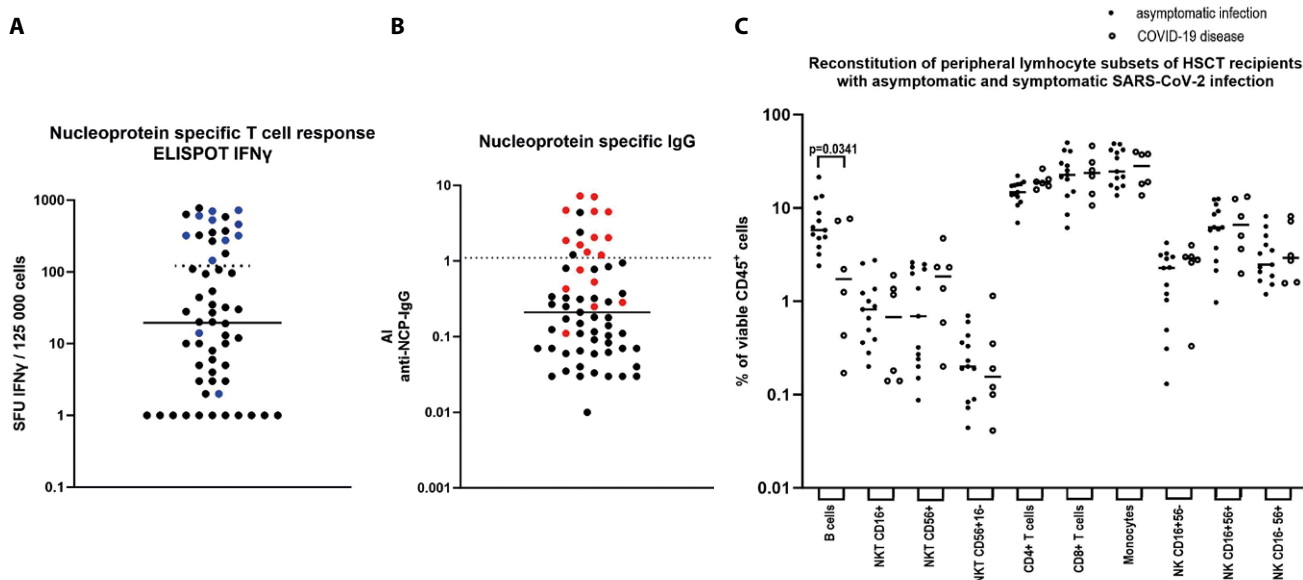 A
Nucleoprotein specific T cell response
ELISPOT IFNγ
SFU IFNγ / 125 000 cells
1000
100
10
1
0.1
B
Nucleoprotein specific IgG
AI
anti-NCP-IgG
10
1
0.1
0.01
0.001
C
asymptomatic infection
COVID-19 disease
Reconstitution of peripheral lymphocyte subsets of HSCT recipients
with asymptomatic and symptomatic SARS-CoV-2 infection
% of viable CD45+ cells
100
10
1
0.1
0.01
p=0.0341
B cells
NKT CD16+
NKT CD56+
NKT CD56+16-
CD4+ T cells
CD8+ T cells
Monocytes
NK CD16+56-
NK CD16+56+
NK CD16- 56+